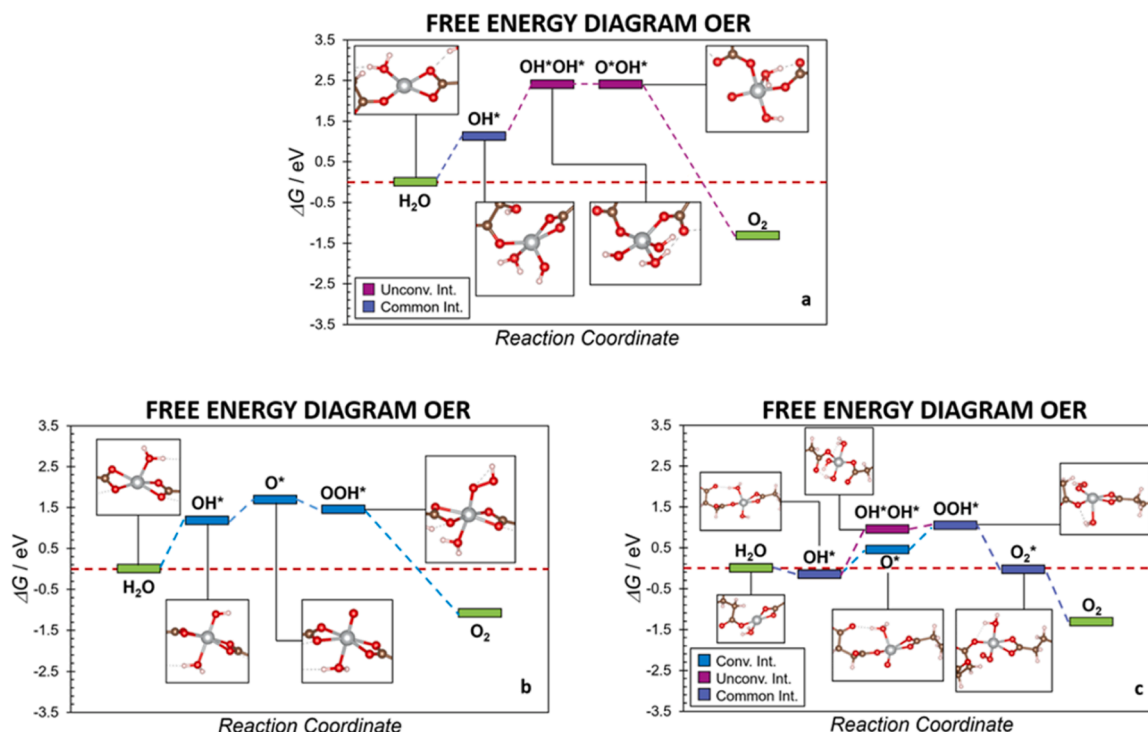 FREE ENERGY DIAGRAM OER
3.5
2.5
1.5
0.5
-0.5
-1.5
-2.5
-3.5
ΔG / eV
H₂O
OH*
OH*OH*
O*OH*
O₂
Unconv. Int.
Common Int.
a
Reaction Coordinate
FREE ENERGY DIAGRAM OER
3.5
2.5
1.5
0.5
-0.5
-1.5
-2.5
-3.5
ΔG / eV
H₂O
OH*
O*
OOH*
O₂
b
Reaction Coordinate
FREE ENERGY DIAGRAM OER
3.5
2.5
1.5
0.5
-0.5
-1.5
-2.5
-3.5
ΔG / eV
H₂O
OH*
OH*OH*
O*
OOH*
O₂*
O₂
Conv. Int.
Unconv. Int.
Common Int.
c
Reaction Coordinate